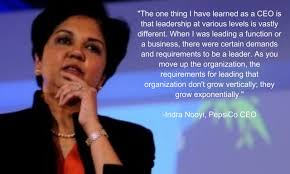 "The one thing I have learned as a CEO is
that leadership at various levels is vastly
different. When I was leading a function or
a business, there were certain demands
and requirements to be a leader. As you
move up the organization, the
requirements for leading that
organization don't grow vertically; they
grow exponentially."
-Indra Nooyi, PepsiCo CEO